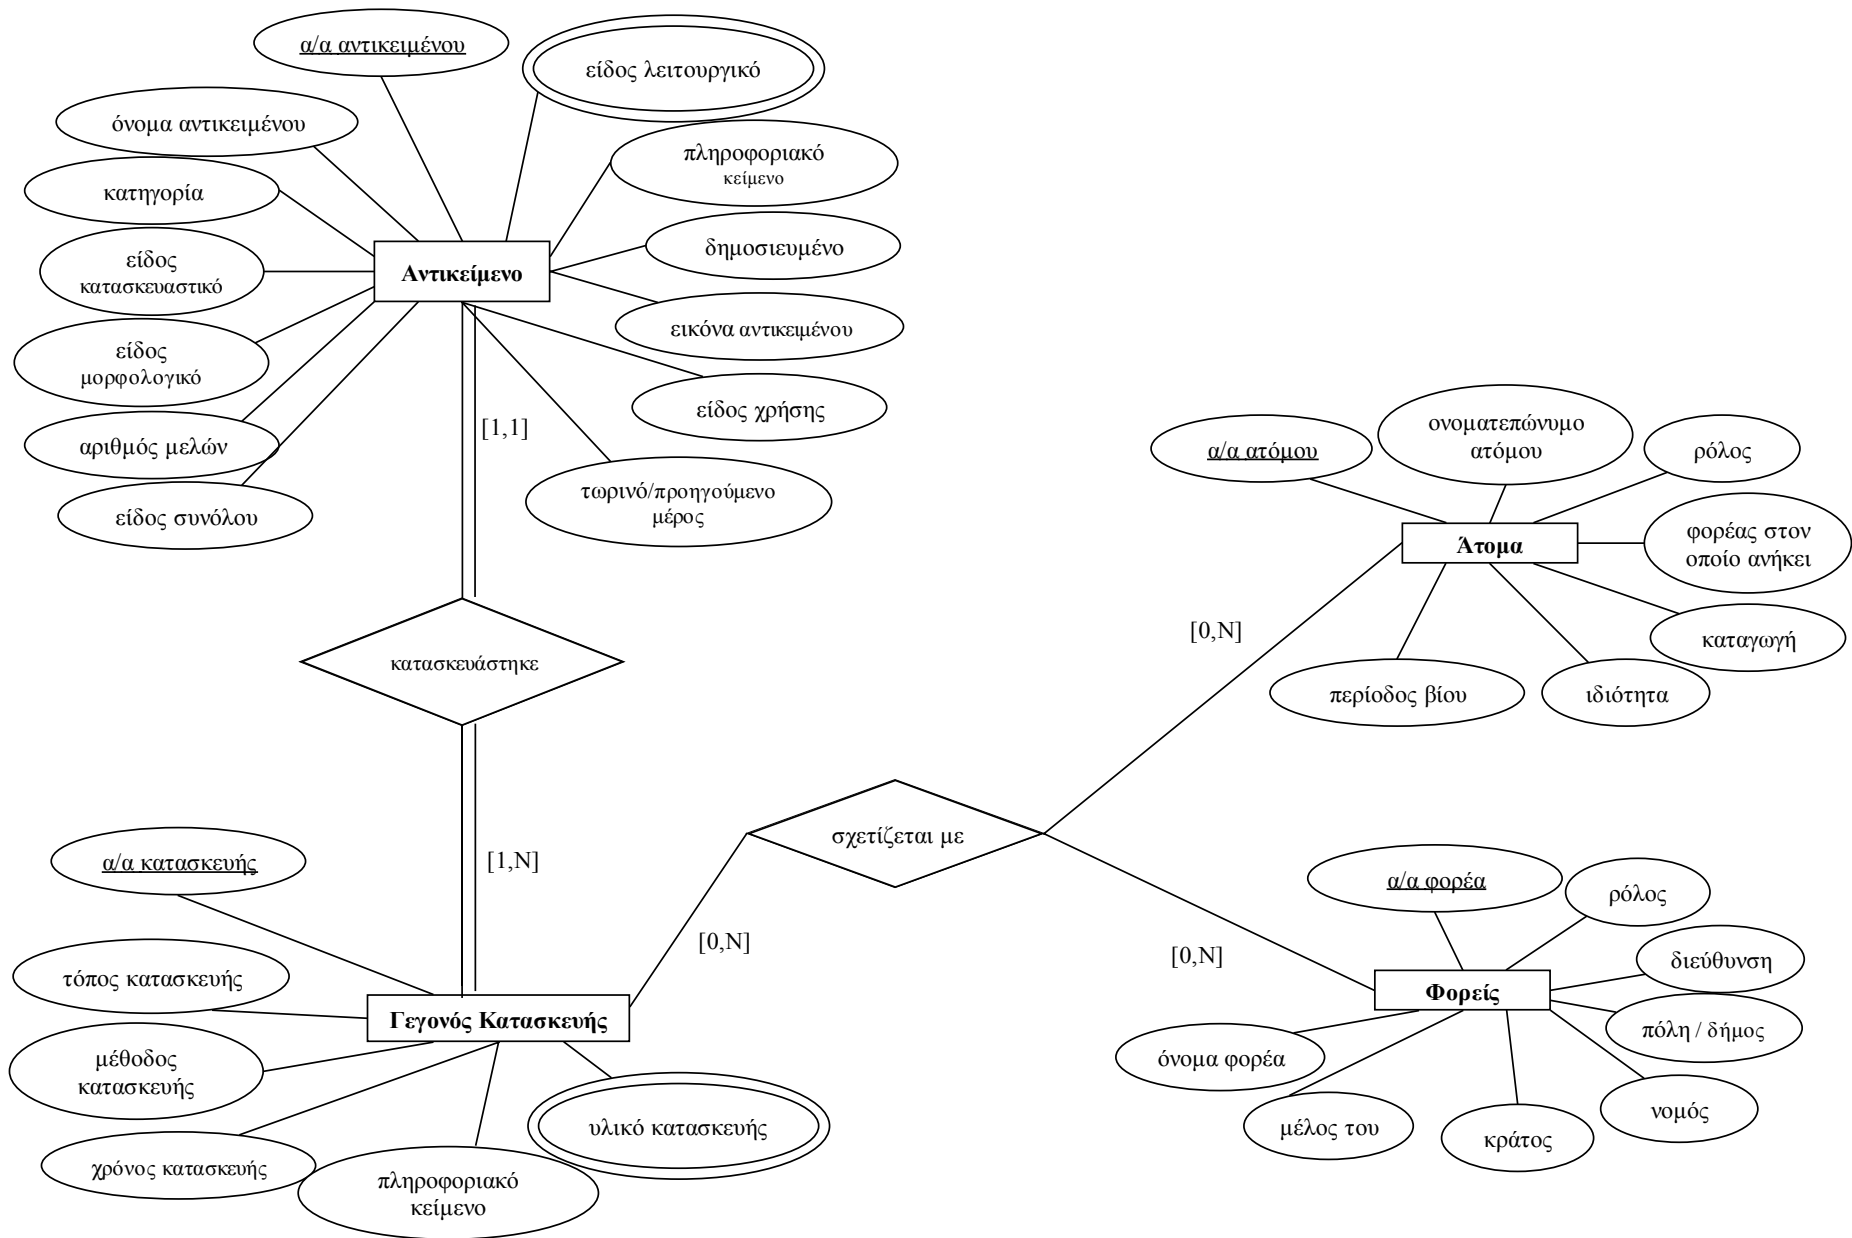 α/α αντικειμένου
είδος λειτουργικό
όνομα αντικειμένου
πληροφοριακό
κείμενο
κατηγορία
δημοσιευμένο
είδος
κατασκευαστικό
Αντικείμενο
εικόνα αντικειμένου
είδος
μορφολογικό
είδος χρήσης
αριθμός μελών
[1,1]
είδος συνόλου
τωρινό/προηγούμενο
μέρος
α/α ατόμου
ονοματεπώνυμο
ατόμου
ρόλος
Άτομα
φορέας στον
οποίο ανήκει
καταγωγή
ιδιότητα
περίοδος βίου
[0,N]
κατασκευάστηκε
σχετίζεται με
[1,N]
[0,N]
[0,N]
α/α κατασκευής
τόπος κατασκευής
Γεγονός Κατασκευής
μέθοδος
κατασκευής
υλικό κατασκευής
χρόνος κατασκευής
πληροφοριακό
κείμενο
α/α φορέα
ρόλος
διεύθυνση
Φορείς
πόλη / δήμος
όνομα φορέα
νομός
μέλος του
κράτος